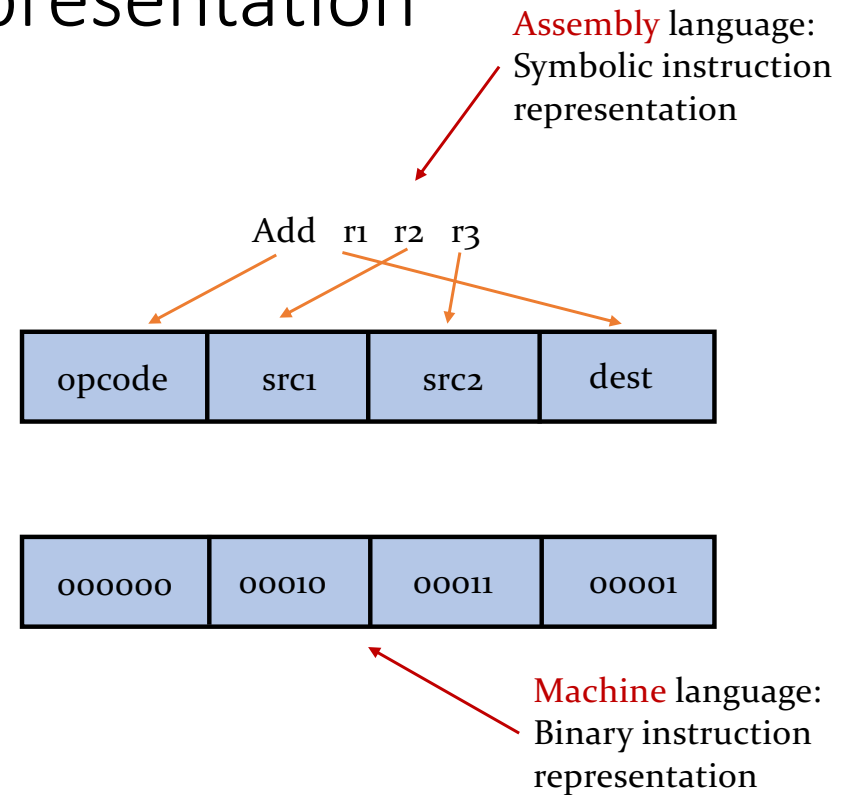 presentation
Assembly language:
Symbolic instruction
representation
Add r1 r2 r3
opcode src1 src2 dest
000000 00010 00011 00001
Machine language:
Binary instruction
representation